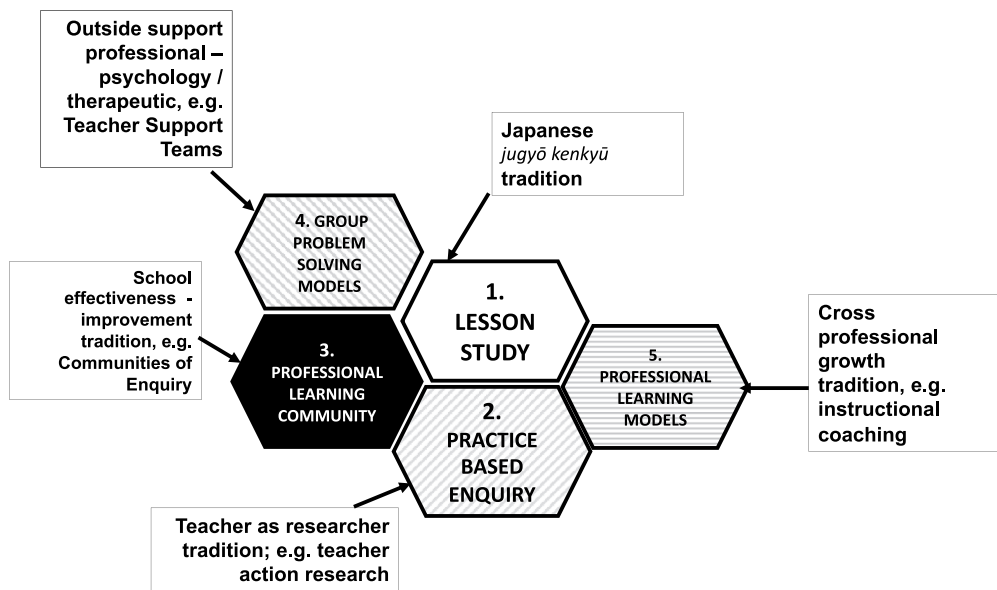 Outside support
professional –
psychology /
therapeutic, e.g.
Teacher Support
Teams
Japanese
jugyō kenkyū
tradition
4. GROUP
PROBLEM
SOLVING
MODELS
School
effectiveness -
improvement
tradition, e.g.
Communities of
Enquiry
1.
LESSON
STUDY
3.
PROFESSIONAL
LEARNING
COMMUNITY
5.
PROFESSIONAL
LEARNING
MODELS
Cross
professional
growth
tradition, e.g.
instructional
coaching
2.
PRACTICE
BASED
ENQUIRY
Teacher as researcher
tradition; e.g. teacher
action research